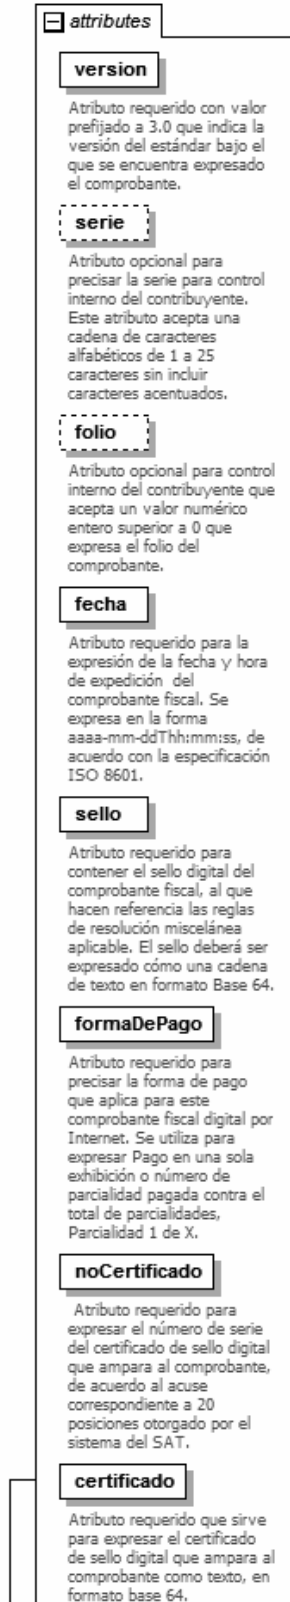 attributes
version
Atributo requerido con valor
prefijado a 3.0 que indica la
versión del estándar bajo el
que se encuentra expresado
el comprobante.
serie
Atributo opcional para
precisar la serie para control
interno del contribuyente.
Este atributo acepta una
cadena de caracteres
alfabéticos de 1 a 25
caracteres sin incluir
caracteres acentuados.
folio
Atributo opcional para control
interno del contribuyente que
acepta un valor numérico
entero superior a 0 que
expresa el folio del
comprobante.
fecha
Atributo requerido para la
expresión de la fecha y hora
de expedición  del
comprobante fiscal. Se
expresa en la forma
aaaa-mm-ddThh:mm:ss, de
acuerdo con la especificación
ISO 8601.
sello
Atributo requerido para
contener el sello digital del
comprobante fiscal, al que
hacen referencia las reglas
de resolución miscelánea
aplicable. El sello deberá ser
expresado cómo una cadena
de texto en formato Base 64.
formaDePago
Atributo requerido para
precisar la forma de pago
que aplica para este
comprobante fiscal digital por
Internet. Se utiliza para
expresar Pago en una sola
exhibición o número de
parcialidad pagada contra el
total de parcialidades,
Parcialidad 1 de X.
noCertificado
Atributo requerido para
expresar el número de serie
del certificado de sello digital
que ampara al comprobante,
de acuerdo al acuse
correspondiente a 20
posiciones otorgado por el
sistema del SAT.
certificado
Atributo requerido que sirve
para expresar el certificado
de sello digital que ampara al
comprobante como texto, en
formato base 64.